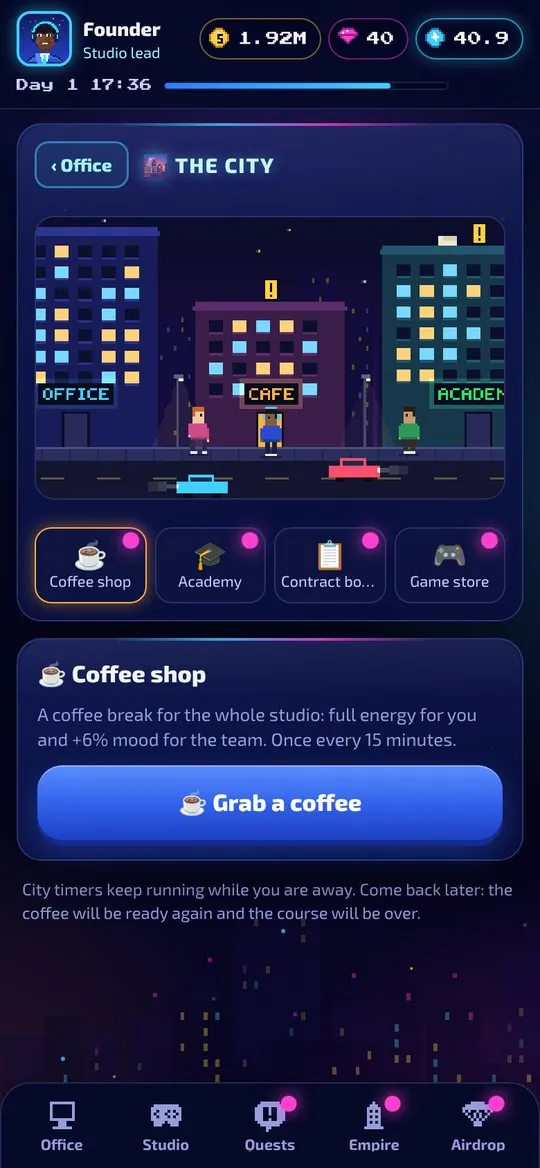 Founder
Studio lead
1.92M
40
40.9
Day 1 17:36
‹ Office
THE CITY
!
!
OFFICE
CAFE
ACADEM
Coffee shop
Academy
Contract bo...
Game store
Coffee shop
A coffee break for the whole studio: full energy for you
and +6% mood for the team. Once every 15 minutes.
Grab a coffee
City timers keep running while you are away. Come back later: the
coffee will be ready again and the course will be over.
Office
Studio
Quests
Empire
Airdrop